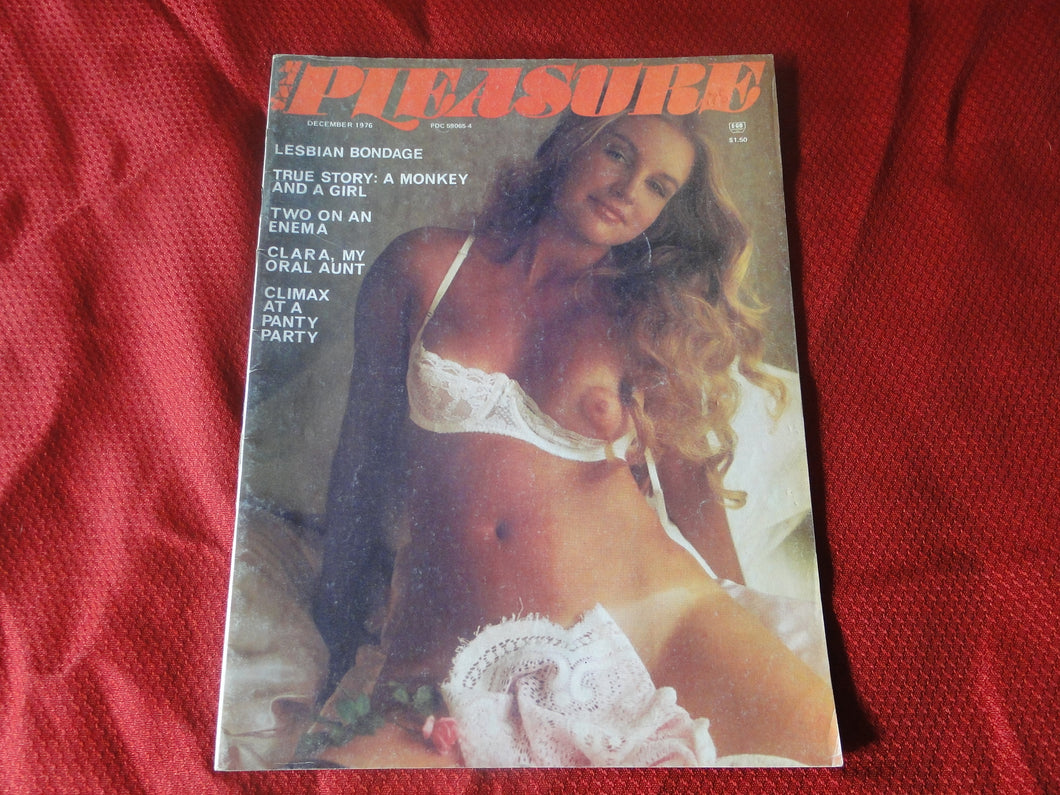 PLEASURE
DECEMBER 1976
PDC 59065-4
$1.50
LESBIAN BONDAGE
TRUE STORY: A MONKEY
AND A GIRL
TWO ON AN
ENEMA
CLARA, MY
ORAL AUNT
CLIMAX
AT A
PANTY
PARTY